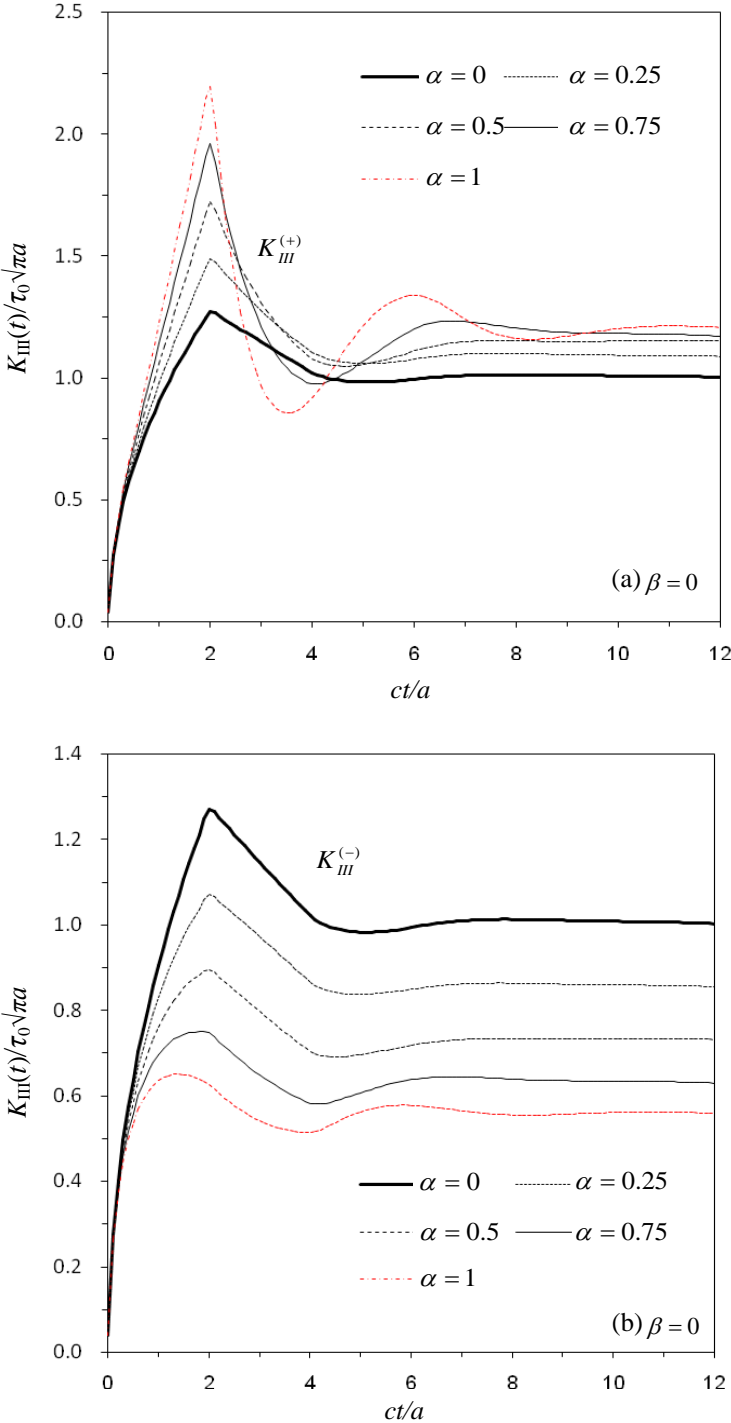 2.5
α = 0
α = 0.25
2.0
α = 0.5
α = 0.75
α = 1
K_III^(+)
1.5
K_III(t)/τ₀√πa
1.0
0.5
(a) β = 0
0.0
0 2 4 6 8 10 12
ct/a
1.4
1.2
K_III^(−)
1.0
0.8
K_III(t)/τ₀√πa
0.6
0.4
α = 0
α = 0.25
α = 0.5
α = 0.75
0.2
α = 1
(b) β = 0
0.0
0 2 4 6 8 10 12
ct/a